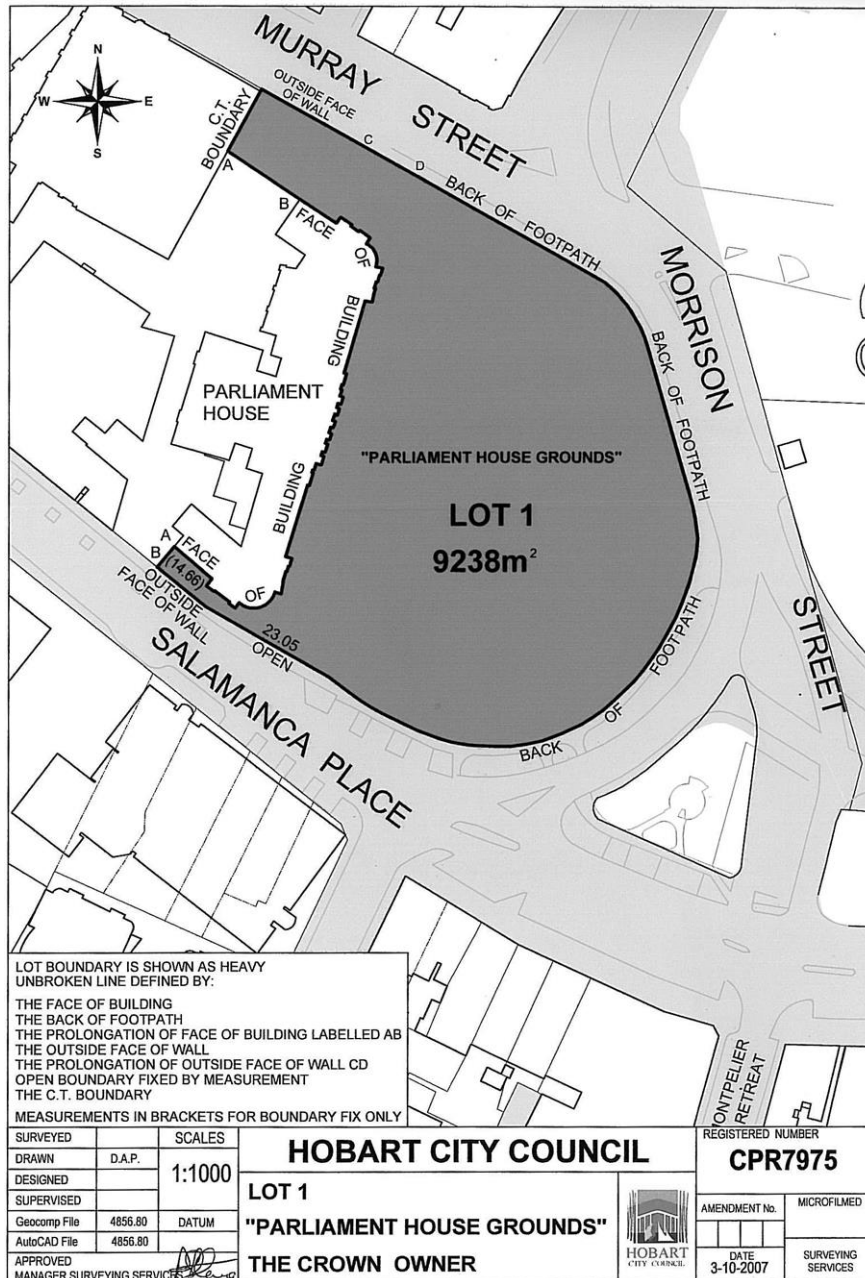 N
W E
S
MURRAY STREET
C.T. BOUNDARY
OUTSIDE FACE
OF WALL
C
D
BACK OF FOOTPATH
A
B
FACE
OF
BUILDING
MORRISON
STREET
BACK OF FOOTPATH
PARLIAMENT
HOUSE
"PARLIAMENT HOUSE GROUNDS"
LOT 1
9238m²
BUILDING
A
B
FACE
OF
(14.66)
OUTSIDE
FACE OF WALL
23.05
OPEN
SALAMANCA PLACE
BACK OF FOOTPATH
MONTPELIER
RETREAT
LOT BOUNDARY IS SHOWN AS HEAVY
UNBROKEN LINE DEFINED BY:
THE FACE OF BUILDING
THE BACK OF FOOTPATH
THE PROLONGATION OF FACE OF BUILDING LABELLED AB
THE OUTSIDE FACE OF WALL
THE PROLONGATION OF OUTSIDE FACE OF WALL CD
OPEN BOUNDARY FIXED BY MEASUREMENT
THE C.T. BOUNDARY
MEASUREMENTS IN BRACKETS FOR BOUNDARY FIX ONLY
SURVEYED
DRAWN D.A.P.
DESIGNED
SUPERVISED
Geocomp File 4856.80
AutoCAD File 4856.80
APPROVED
MANAGER SURVEYING SERVICES
SCALES
1:1000
DATUM
HOBART CITY COUNCIL
LOT 1
"PARLIAMENT HOUSE GROUNDS"
THE CROWN OWNER
HOBART
CITY COUNCIL
REGISTERED NUMBER
CPR7975
AMENDMENT No.
MICROFILMED
DATE
3-10-2007
SURVEYING
SERVICES